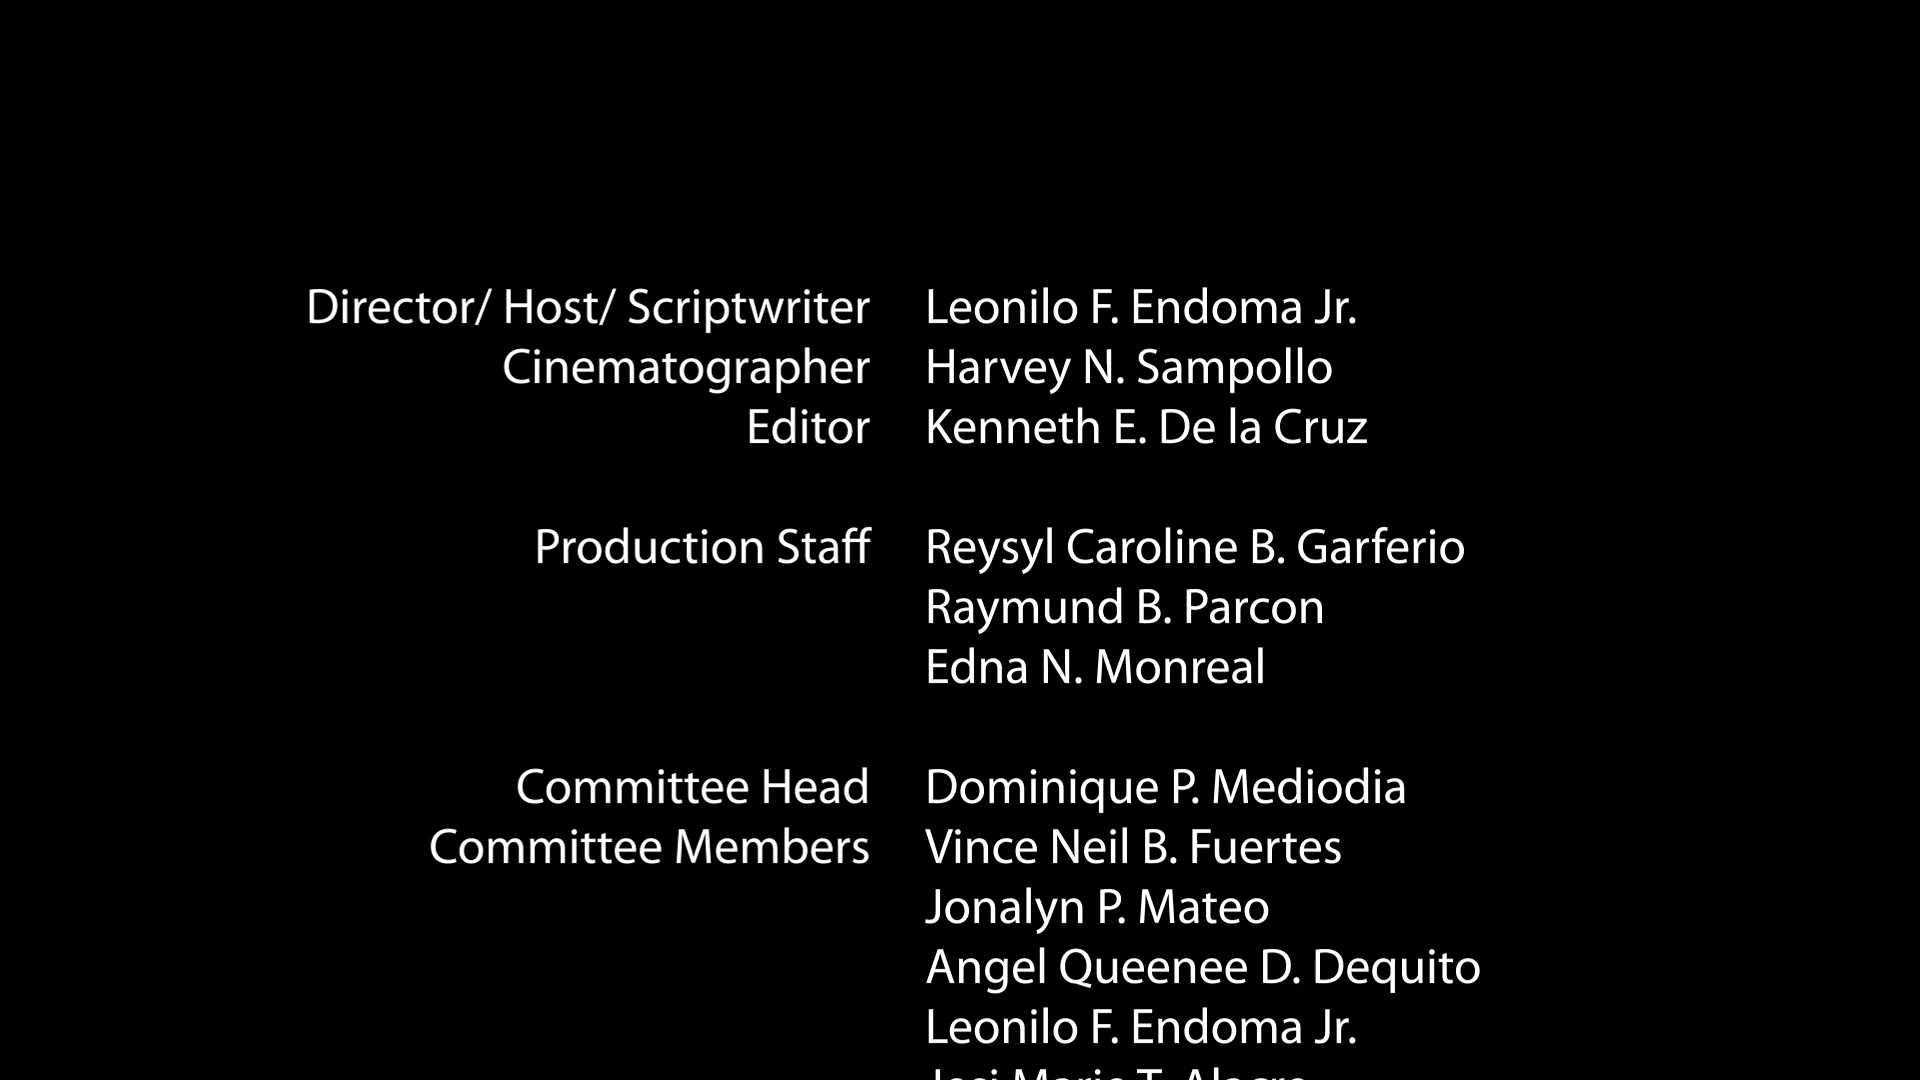 Director/ Host/ Scriptwriter Leonilo F. Endoma Jr.
Cinematographer Harvey N. Sampollo
Editor Kenneth E. De la Cruz
Production Staff Reysyl Caroline B. Garferio
Raymund B. Parcon
Edna N. Monreal
Committee Head Dominique P. Mediodia
Committee Members Vince Neil B. Fuertes
Jonalyn P. Mateo
Angel Queenee D. Dequito
Leonilo F. Endoma Jr.